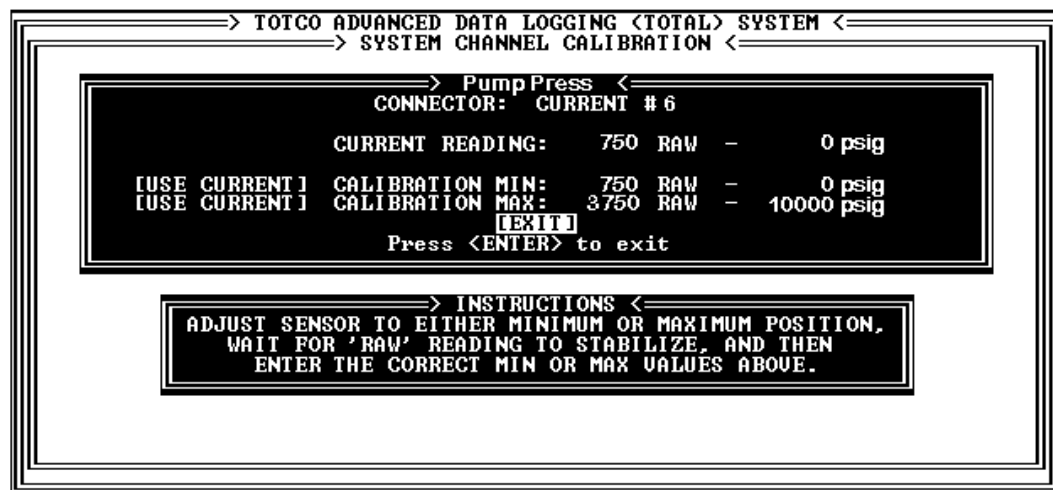 => TOTCO ADVANCED DATA LOGGING (TOTAL) SYSTEM <=
=> SYSTEM CHANNEL CALIBRATION <=
=> Pump Press <=
CONNECTOR: CURRENT # 6
CURRENT READING: 750 RAW - 0 psig
[USE CURRENT] CALIBRATION MIN: 750 RAW - 0 psig
[USE CURRENT] CALIBRATION MAX: 3750 RAW - 10000 psig
[EXIT]
Press <ENTER> to exit
=> INSTRUCTIONS <=
ADJUST SENSOR TO EITHER MINIMUM OR MAXIMUM POSITION,
WAIT FOR 'RAW' READING TO STABILIZE, AND THEN
ENTER THE CORRECT MIN OR MAX VALUES ABOVE.